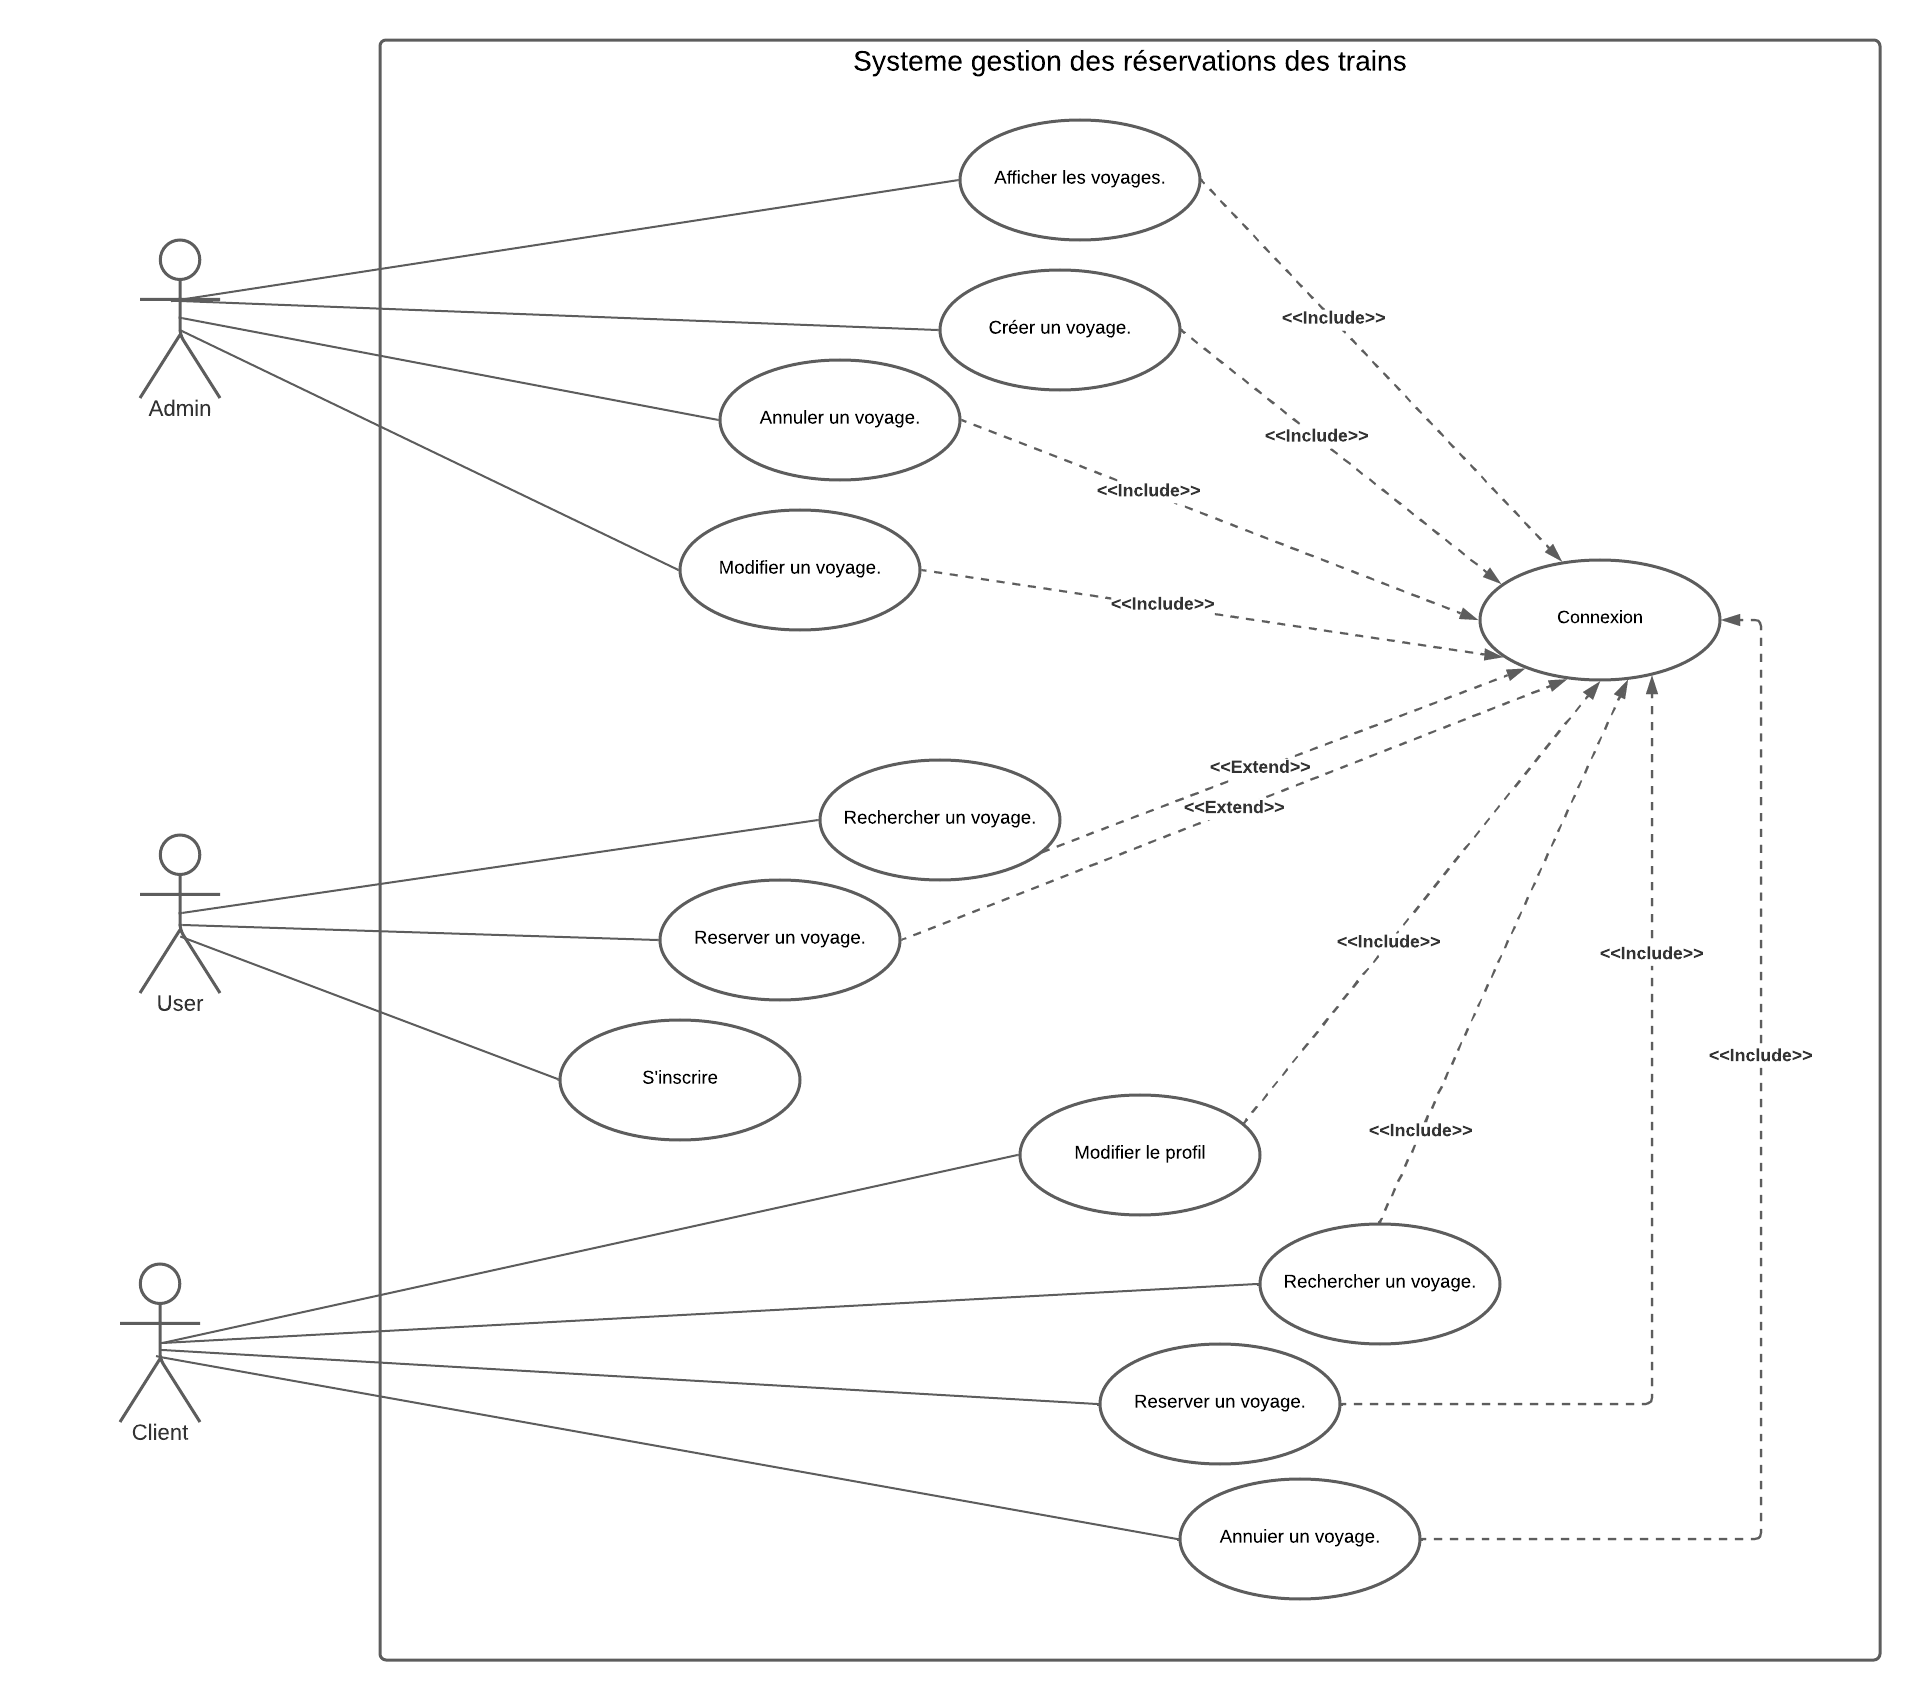 Systeme gestion des réservations des trains
Afficher les voyages.
<<Include>>
Créer un voyage.
Admin
Annuler un voyage.
<<Include>>
<<Include>>
Modifier un voyage.
<<Include>>
Connexion
<<Extend>>
Rechercher un voyage.
<<Extend>>
Reserver un voyage.
<<Include>>
<<Include>>
User
<<Include>>
S'inscrire
<<Include>>
Modifier le profil
Rechercher un voyage.
Reserver un voyage.
Client
Annuier un voyage.